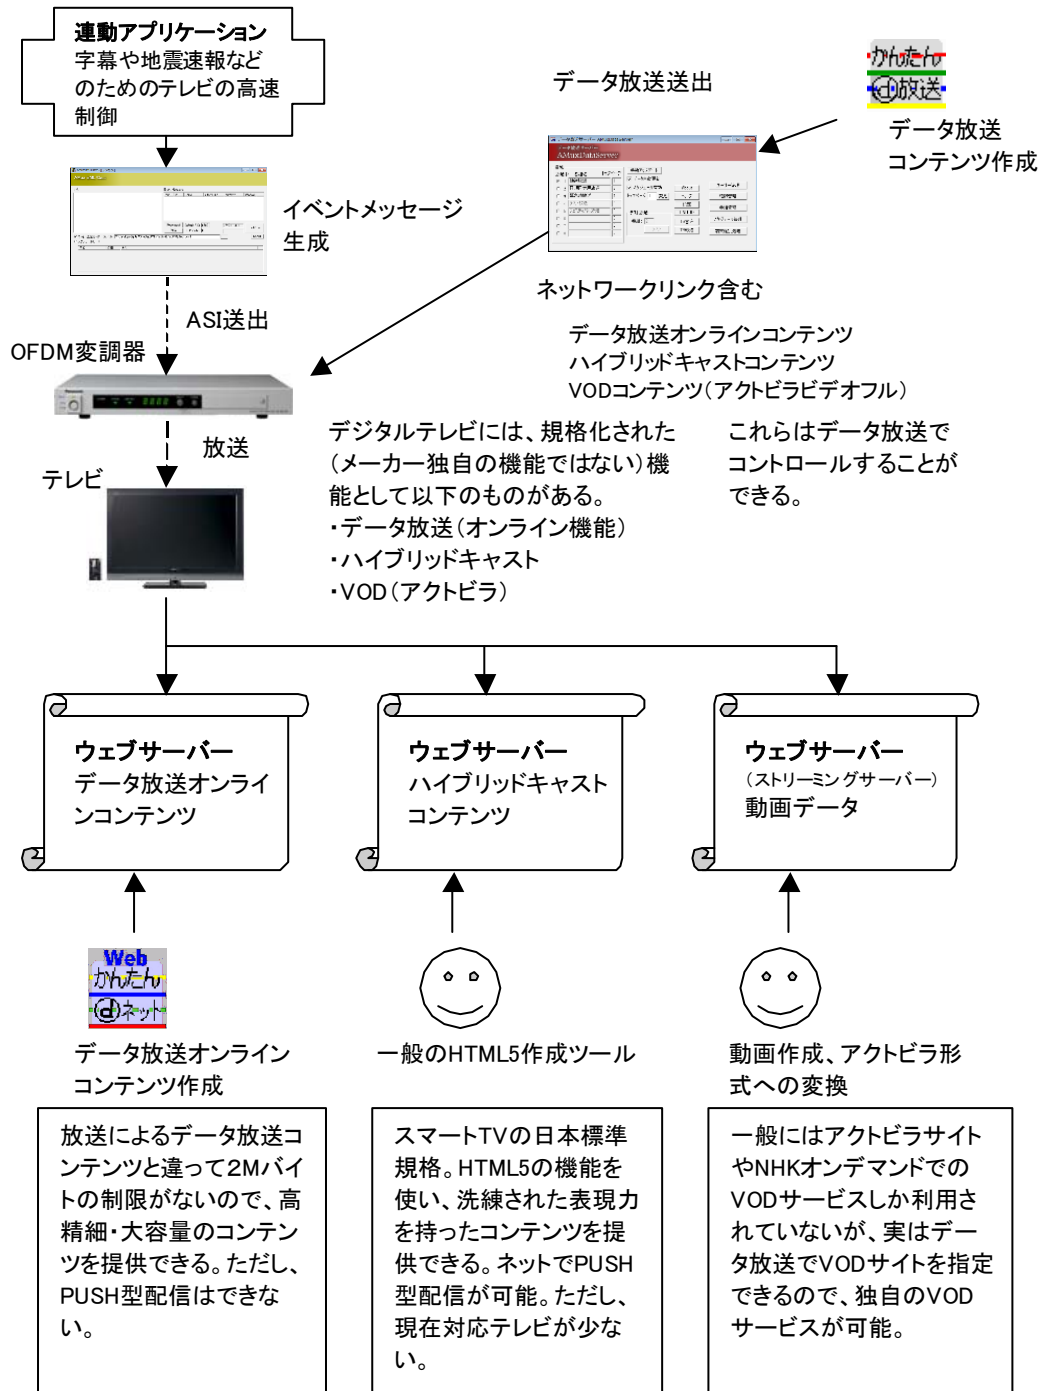 連動アプリケーション
字幕や地震速報など
のためのテレビの高速
制御
データ放送送出
かんたん
ⓓ放送
データ放送
コンテンツ作成
AMuxDataServer
イベントメッセージ
生成
ネットワークリンク含む
ASI送出
OFDM変調器
データ放送オンラインコンテンツ
ハイブリッドキャストコンテンツ
VODコンテンツ(アクトビラビデオフル)
放送
テレビ
デジタルテレビには、規格化された
(メーカー独自の機能ではない)機
能として以下のものがある。
・データ放送(オンライン機能)
・ハイブリッドキャスト
・VOD(アクトビラ)
これらはデータ放送で
コントロールすることが
できる。
ウェブサーバー
データ放送オンライ
ンコンテンツ
ウェブサーバー
ハイブリッドキャスト
コンテンツ
ウェブサーバー
(ストリーミングサーバー)
動画データ
Web
かんたん
ⓓネット
データ放送オンライン
コンテンツ作成
一般のHTML5作成ツール
動画作成、アクトビラ形
式への変換
放送によるデータ放送コ
ンテンツと違って2Mバイ
トの制限がないので、高
精細・大容量のコンテン
ツを提供できる。ただし、
PUSH型配信はできな
い。
スマートTVの日本標準
規格。HTML5の機能を
使い、洗練された表現力
を持ったコンテンツを提
供できる。ネットでPUSH
型配信が可能。ただし、
現在対応テレビが少な
い。
一般にはアクトビラサイト
やNHKオンデマンドでの
VODサービスしか利用さ
れていないが、実はデー
タ放送でVODサイトを指定
できるので、独自のVOD
サービスが可能。